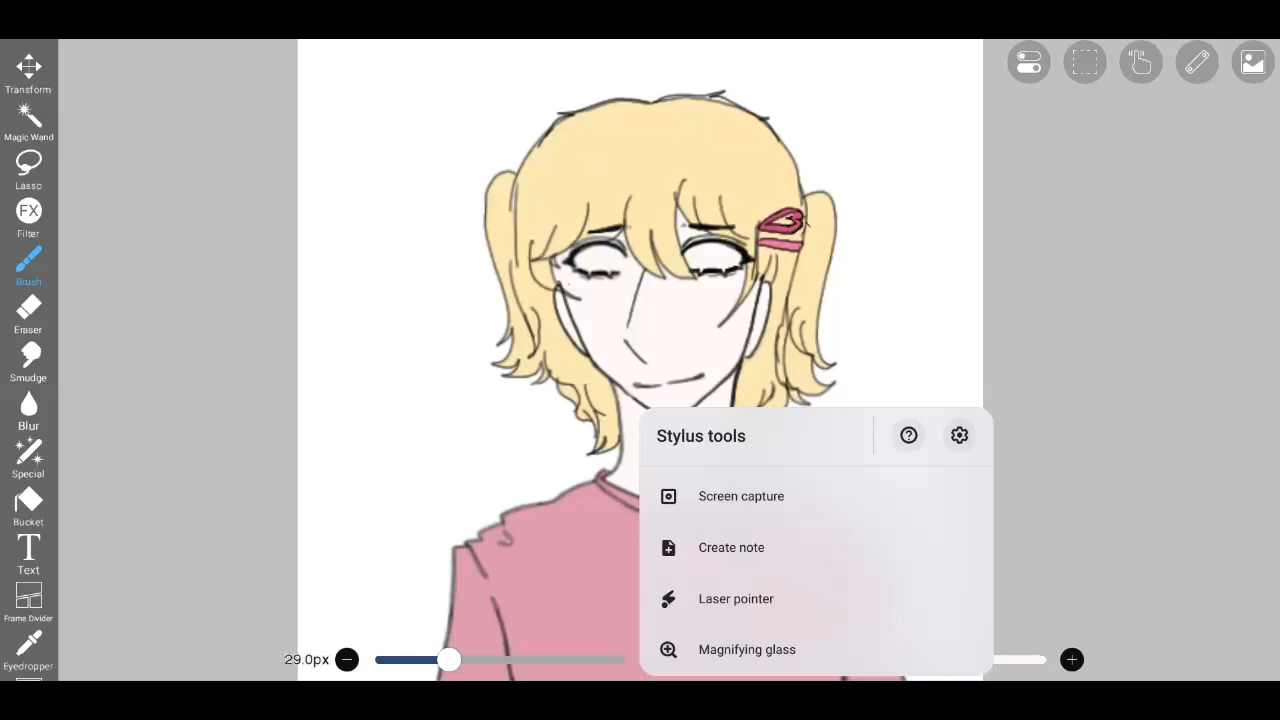 Transform
Magic Wand
Lasso
FX
Filter
Brush
Eraser
Smudge
Blur
Special
Bucket
T
Text
Frame Divider
Eyedropper
29.0px
Stylus tools
Screen capture
Create note
Laser pointer
Magnifying glass